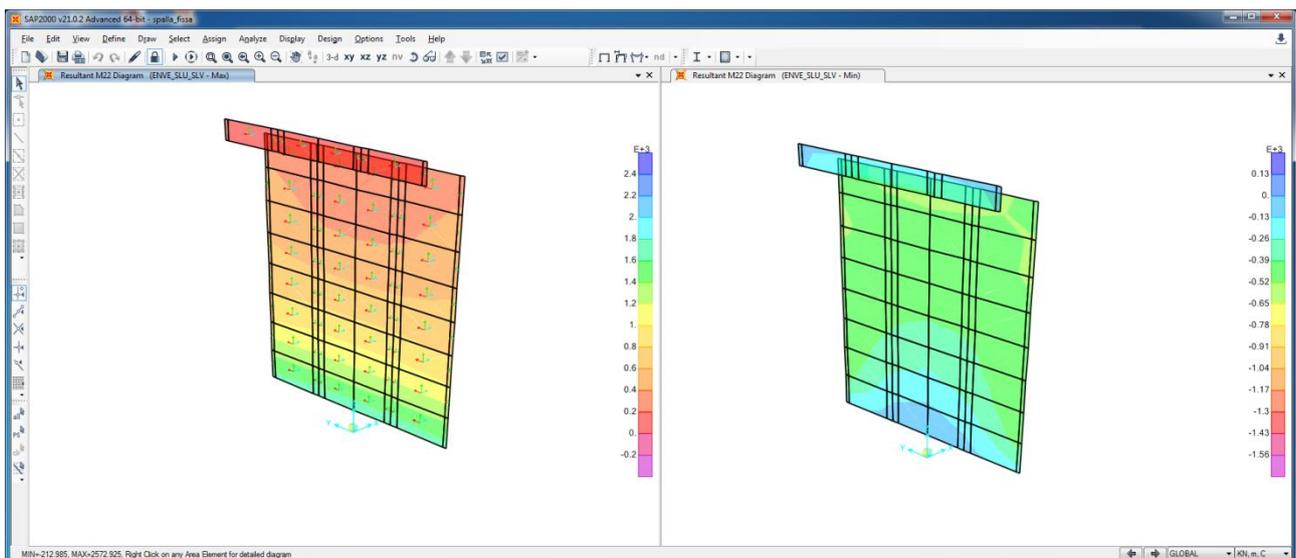 SAP2000 v21.0.2 Advanced 64-bit - spalla_fissa
File Edit View Define Draw Select Assign Analyze Display Design Options Tools Help
3-d xy xz yz nv nd
Resultant M22 Diagram (ENVE_SLU_SLV - Max)
E+3
2.4
2.2
2.
1.8
1.6
1.4
1.2
1.
0.8
0.6
0.4
0.2
0.
-0.2
Y
Resultant M22 Diagram (ENVE_SLU_SLV - Min)
E+3
0.13
0.
-0.13
-0.26
-0.39
-0.52
-0.65
-0.78
-0.91
-1.04
-1.17
-1.3
-1.43
-1.56
Y
all
PS
MIN=-212.985, MAX=2572.925, Right Click on any Area Element for detailed diagram
GLOBAL
KN, m, C